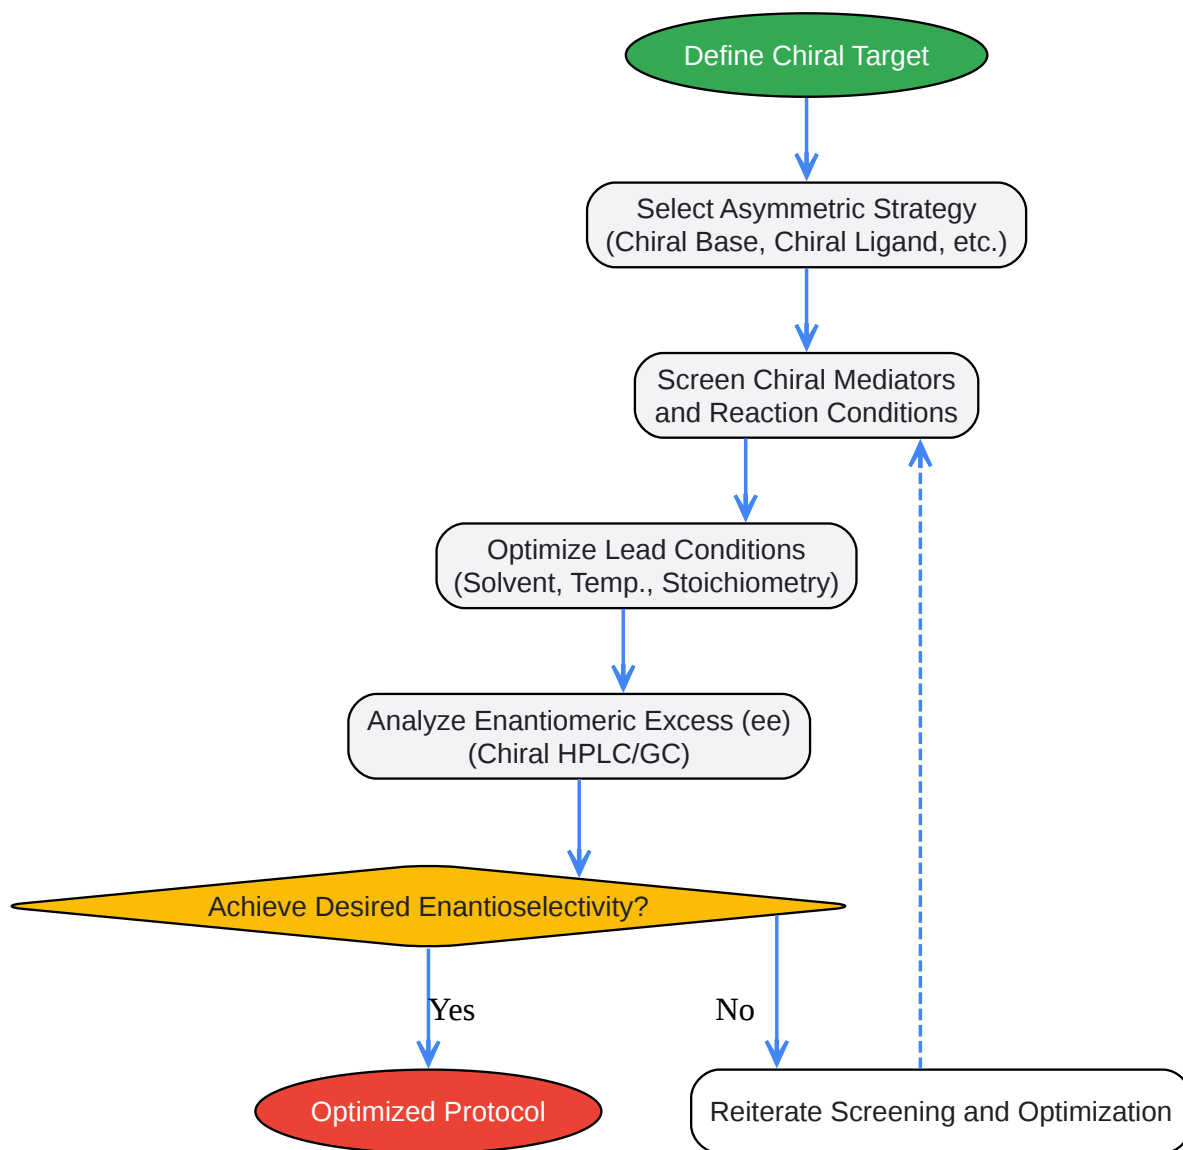 Define Chiral Target
Select Asymmetric Strategy
(Chiral Base, Chiral Ligand, etc.)
Screen Chiral Mediators
and Reaction Conditions
Optimize Lead Conditions
(Solvent, Temp., Stoichiometry)
Analyze Enantiomeric Excess (ee)
(Chiral HPLC/GC)
Achieve Desired Enantioselectivity?
Yes
No
Optimized Protocol
Reiterate Screening and Optimization